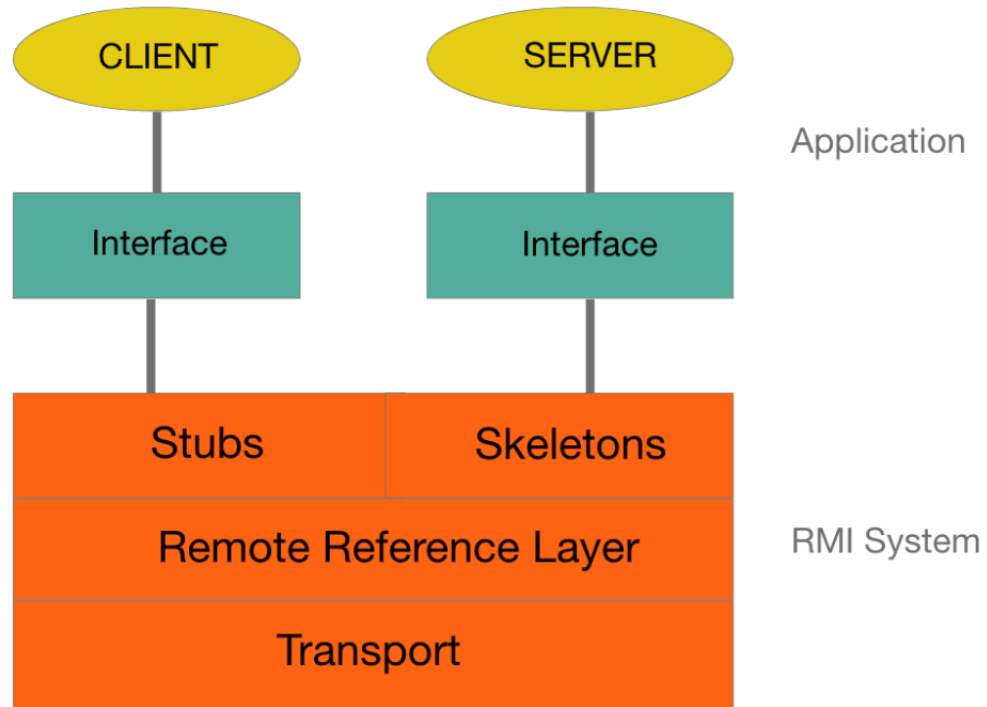 CLIENT
SERVER
Application
Interface
Interface
Stubs
Skeletons
Remote Reference Layer
RMI System
Transport